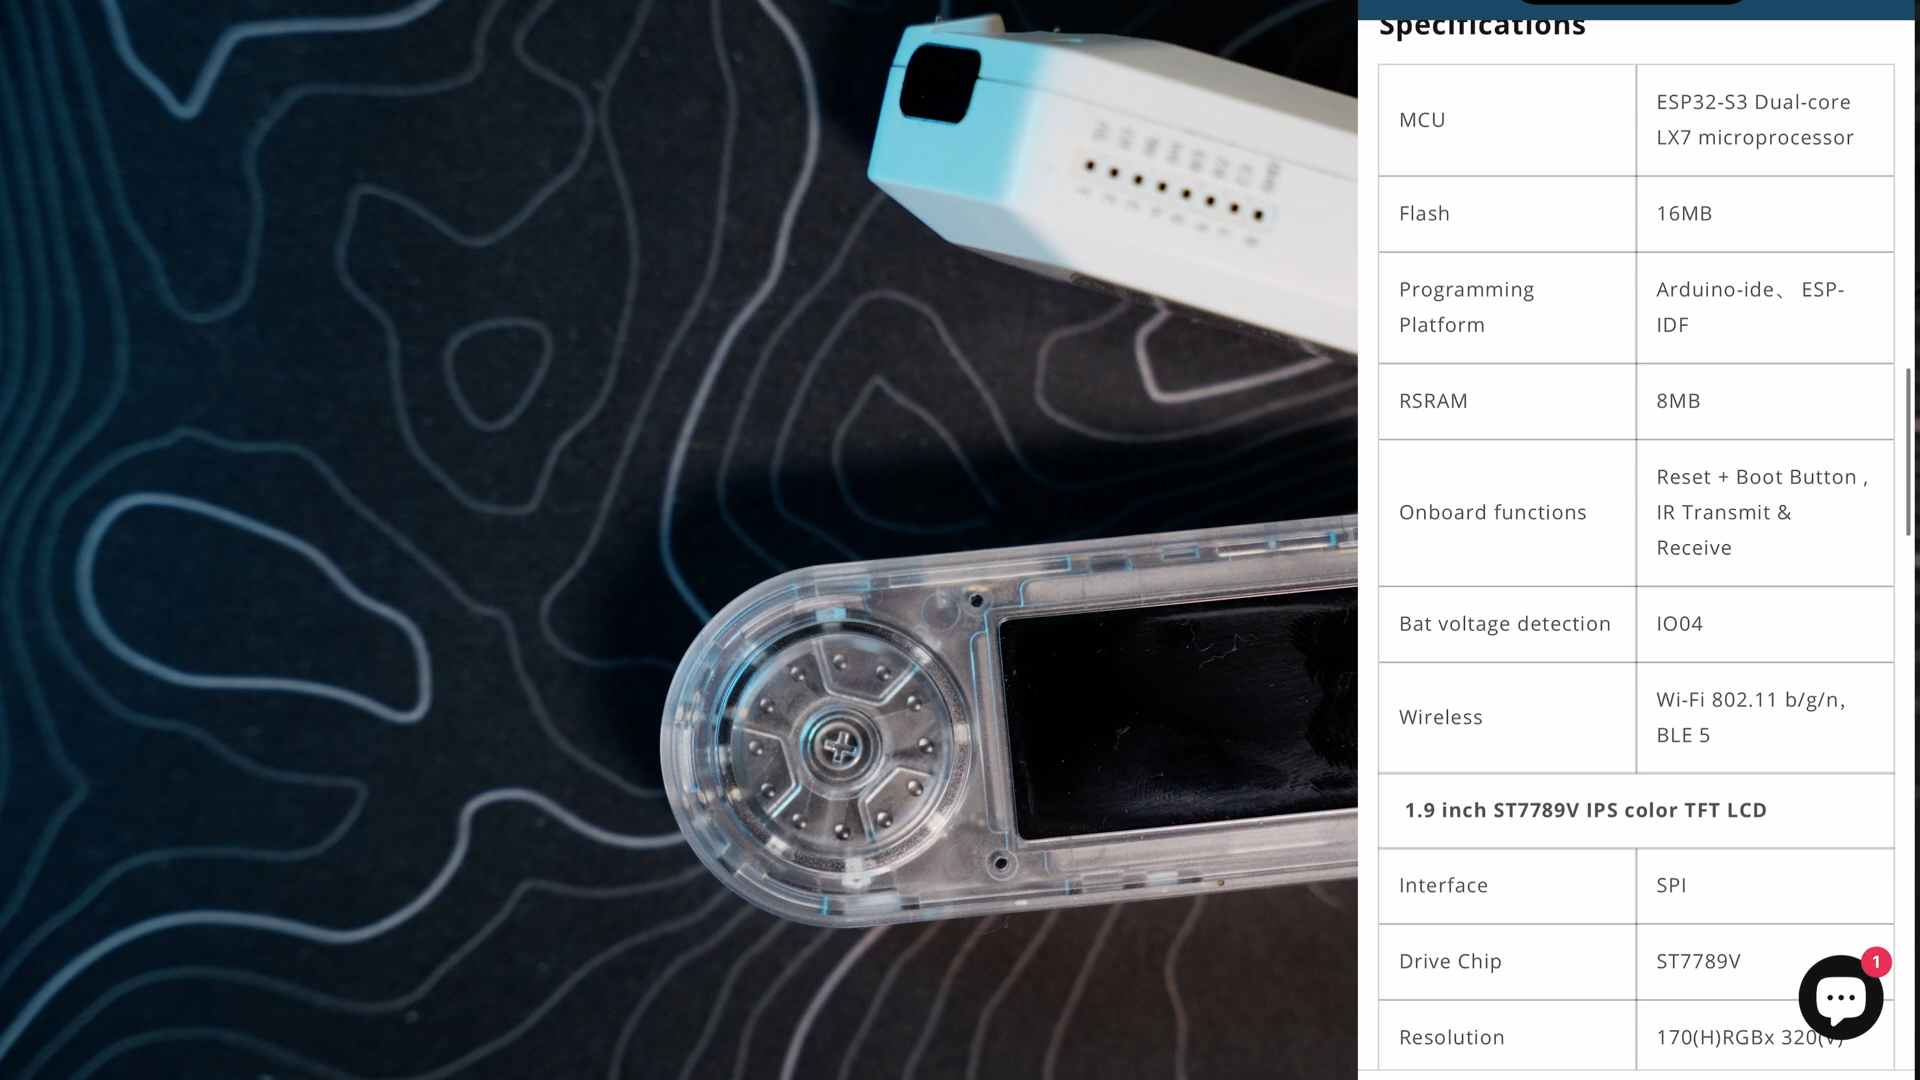 Specifications
MCU
ESP32-S3 Dual-core
LX7 microprocessor
Flash
16MB
Programming
Platform
Arduino-ide、 ESP-
IDF
RSRAM
8MB
Onboard functions
Reset + Boot Button ,
IR Transmit &
Receive
Bat voltage detection
IO04
Wireless
Wi-Fi 802.11 b/g/n,
BLE 5
1.9 inch ST7789V IPS color TFT LCD
Interface
SPI
Drive Chip
ST7789V
1
Resolution
170(H)RGBx 320(V)